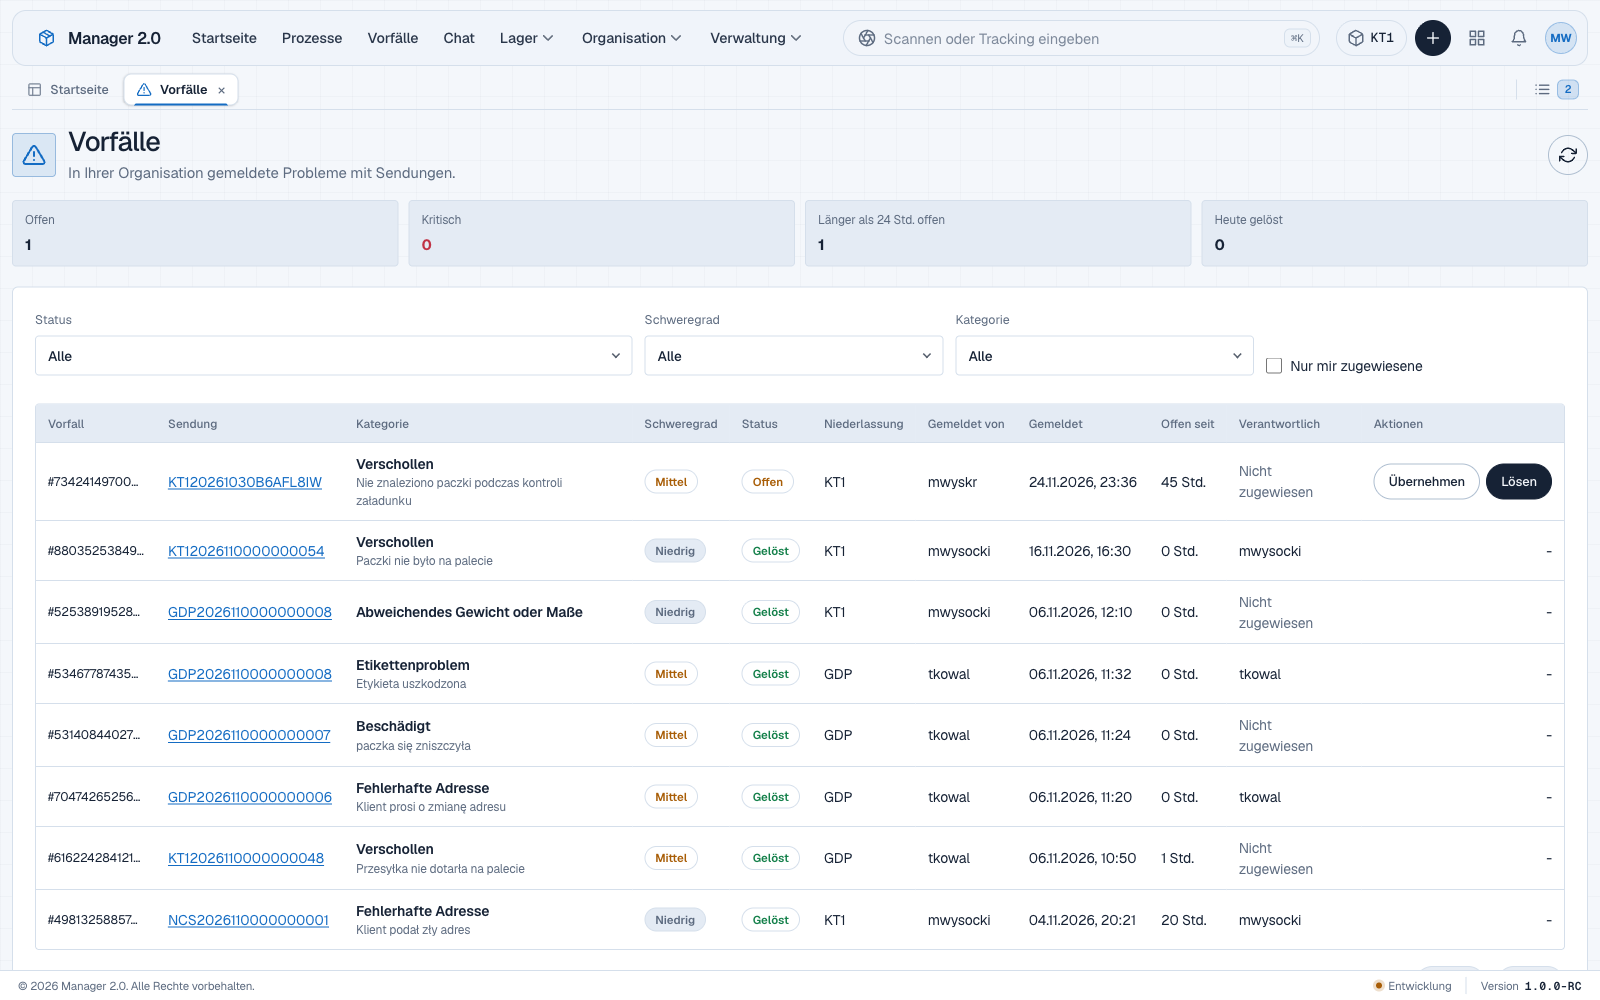 Manager 2.0 Startseite Prozesse Vorfälle Chat Lager Organisation Verwaltung Scannen oder Tracking eingeben ⌘K KT1 MW
Startseite Vorfälle × 2
Vorfälle
In Ihrer Organisation gemeldete Probleme mit Sendungen.
Offen Kritisch Länger als 24 Std. offen Heute gelöst
1 0 1 0
Status Schweregrad Kategorie
Alle Alle Alle Nur mir zugewiesene
Vorfall Sendung Kategorie Schweregrad Status Niederlassung Gemeldet von Gemeldet Offen seit Verantwortlich Aktionen
#73424149700… KT120261030B6AFL8IW Verschollen Nie znaleziono paczki podczas kontroli załadunku Mittel Offen KT1 mwyskr 24.11.2026, 23:36 45 Std. Nicht zugewiesen Übernehmen Lösen
#88035253849… KT12026110000000054 Verschollen Paczki nie było na palecie Niedrig Gelöst KT1 mwysocki 16.11.2026, 16:30 0 Std. mwysocki -
#52538919528… GDP2026110000000008 Abweichendes Gewicht oder Maße Niedrig Gelöst KT1 mwysocki 06.11.2026, 12:10 0 Std. Nicht zugewiesen -
#53467787435… GDP2026110000000008 Etikettenproblem Etykieta uszkodzona Mittel Gelöst GDP tkowal 06.11.2026, 11:32 0 Std. tkowal -
#53140844027… GDP2026110000000007 Beschädigt paczka się zniszczyła Mittel Gelöst GDP tkowal 06.11.2026, 11:24 0 Std. Nicht zugewiesen -
#70474265256… GDP2026110000000006 Fehlerhafte Adresse Klient prosi o zmianę adresu Mittel Gelöst GDP tkowal 06.11.2026, 11:20 0 Std. tkowal -
#616224284121… KT12026110000000048 Verschollen Przesyłka nie dotarła na palecie Mittel Gelöst GDP tkowal 06.11.2026, 10:50 1 Std. Nicht zugewiesen -
#49813258857… NCS2026110000000001 Fehlerhafte Adresse Klient podał zły adres Niedrig Gelöst KT1 mwysocki 04.11.2026, 20:21 20 Std. mwysocki -
© 2026 Manager 2.0. Alle Rechte vorbehalten. Entwicklung Version 1.0.0-RC